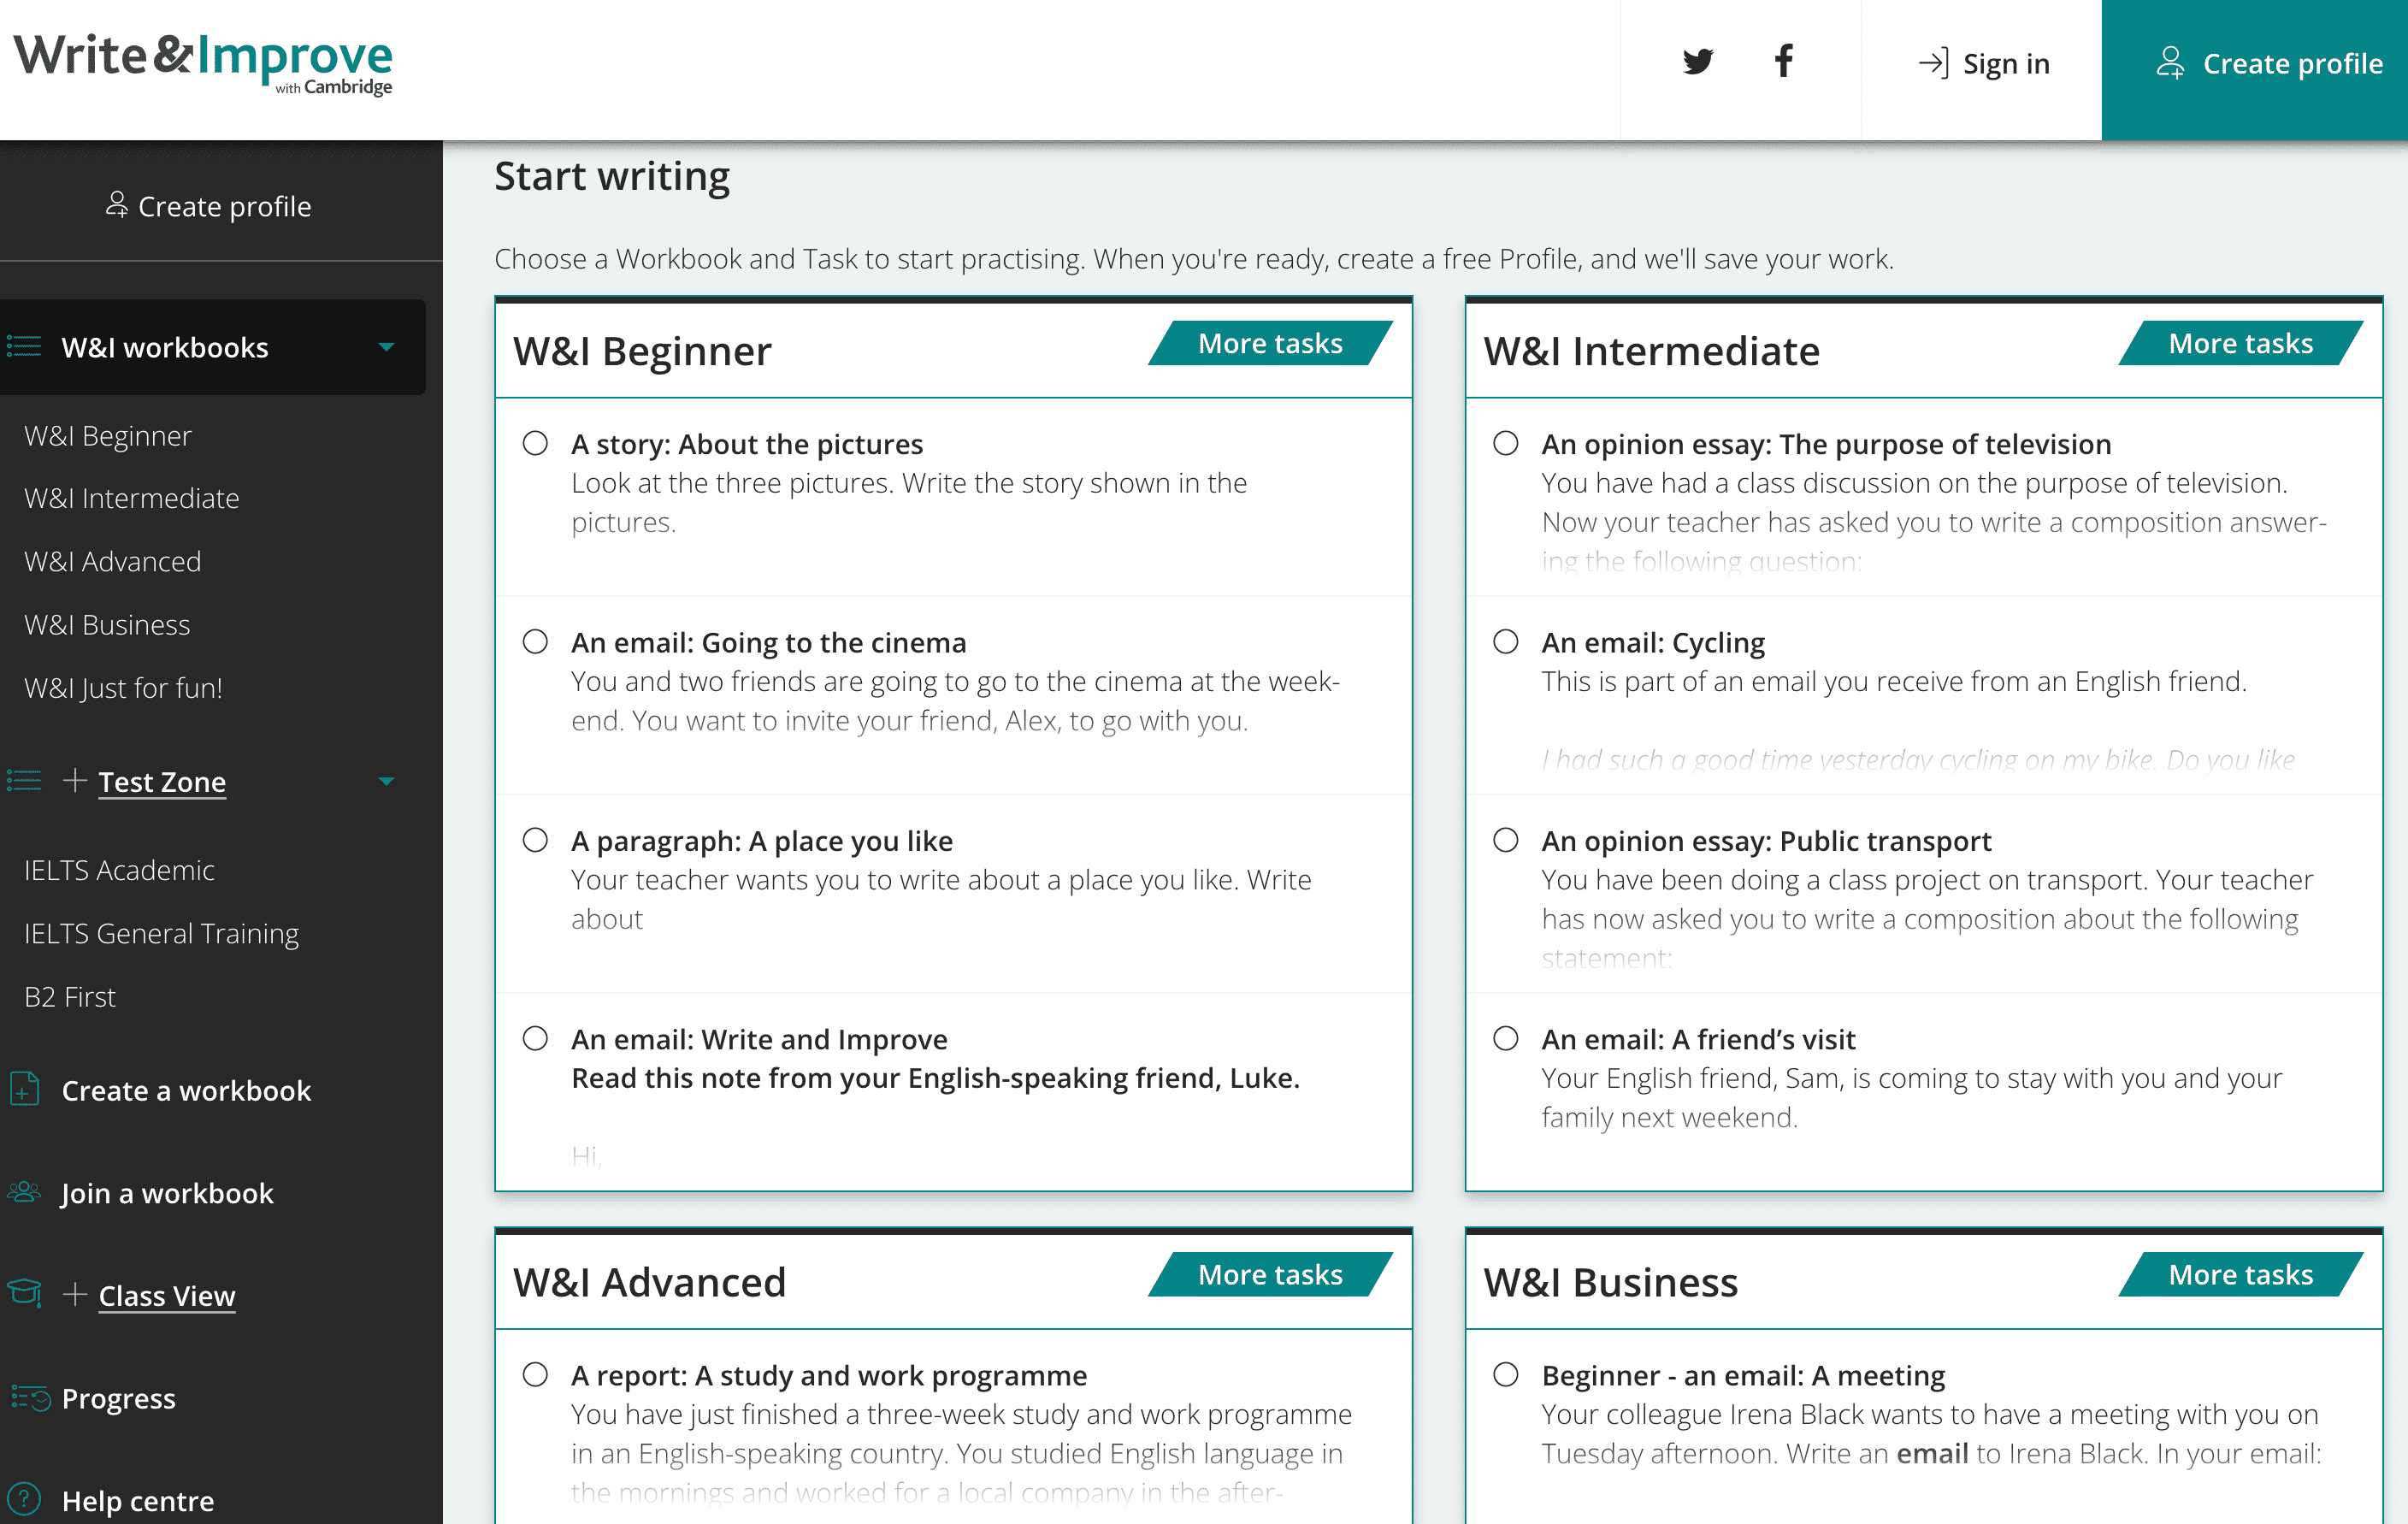 Write&Improve
with Cambridge
Sign in
Create profile
Create profile
W&I workbooks
W&I Beginner
W&I Intermediate
W&I Advanced
W&I Business
W&I Just for fun!
Test Zone
IELTS Academic
IELTS General Training
B2 First
Create a workbook
Join a workbook
Class View
Progress
Help centre
Start writing
Choose a Workbook and Task to start practising. When you're ready, create a free Profile, and we'll save your work.
W&I Beginner
More tasks
A story: About the pictures
Look at the three pictures. Write the story shown in the
pictures.
An email: Going to the cinema
You and two friends are going to go to the cinema at the week-
end. You want to invite your friend, Alex, to go with you.
A paragraph: A place you like
Your teacher wants you to write about a place you like. Write
about
An email: Write and Improve
Read this note from your English-speaking friend, Luke.
Hi,
W&I Intermediate
More tasks
An opinion essay: The purpose of television
You have had a class discussion on the purpose of television.
Now your teacher has asked you to write a composition answer-
ing the following question:
An email: Cycling
This is part of an email you receive from an English friend.
I had such a good time yesterday cycling on my bike. Do you like
An opinion essay: Public transport
You have been doing a class project on transport. Your teacher
has now asked you to write a composition about the following
statement:
An email: A friend’s visit
Your English friend, Sam, is coming to stay with you and your
family next weekend.
W&I Advanced
More tasks
A report: A study and work programme
You have just finished a three-week study and work programme
in an English-speaking country. You studied English language in
the mornings and worked for a local company in the after-
W&I Business
More tasks
Beginner - an email: A meeting
Your colleague Irena Black wants to have a meeting with you on
Tuesday afternoon. Write an email to Irena Black. In your email: